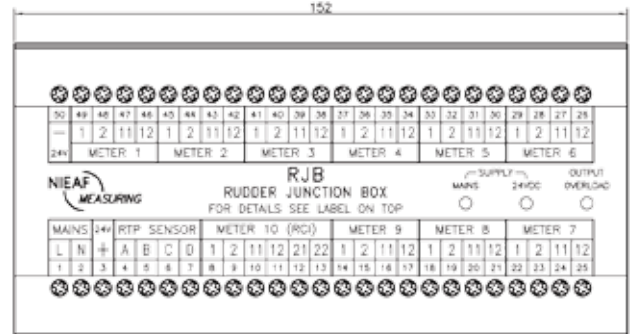 152
50 49 48 47 46 45 44 43 42 41 40 39 38 37 36 35 34 33 32 31 30 29 28 27 26
— 1 2 11 12 1 2 11 12 1 2 11 12 1 2 11 12 1 2 11 12 1 2 11 12
24V METER 1 METER 2 METER 3 METER 4 METER 5 METER 6
NIEAF
MEASURING
RJB
RUDDER JUNCTION BOX
FOR DETAILS SEE LABEL ON TOP
SUPPLY
MAINS 24VDC
OUTPUT
OVERLOAD
MAINS 24V RTP SENSOR METER 10 (RCI) METER 9 METER 8 METER 7
L N + A B C D 1 2 11 12 21 22 1 2 11 12 1 2 11 12 1 2 11 12
1 2 3 4 5 6 7 8 9 10 11 12 13 14 15 16 17 18 19 20 21 22 23 24 25